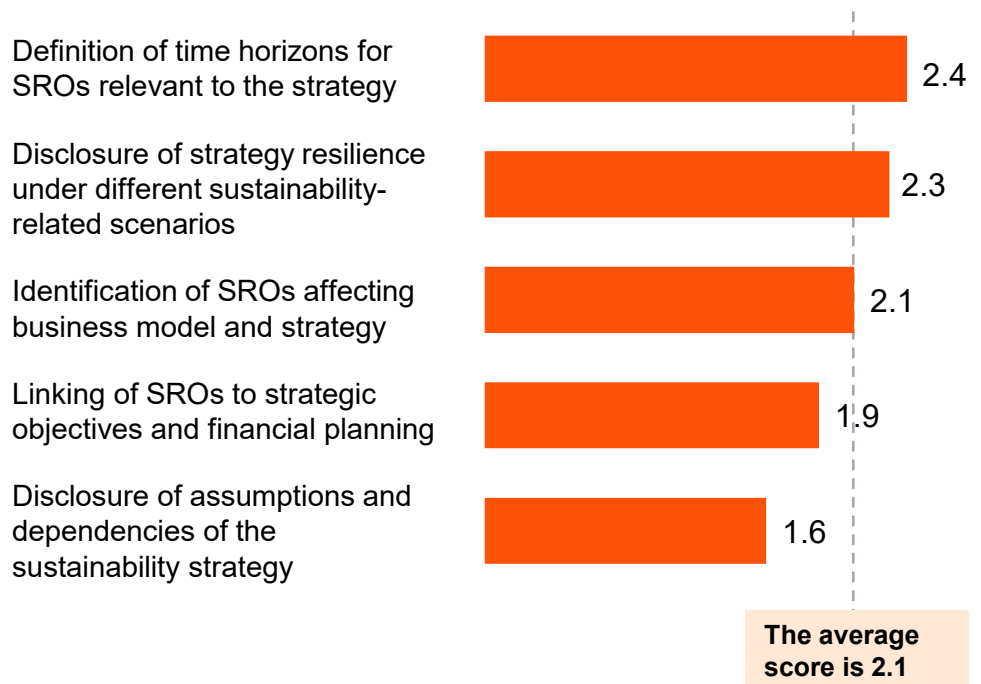 Definition of time horizons for
SROs relevant to the strategy
2.4
Disclosure of strategy resilience
under different sustainability-
related scenarios
2.3
Identification of SROs affecting
business model and strategy
2.1
Linking of SROs to strategic
objectives and financial planning
1.9
Disclosure of assumptions and
dependencies of the
sustainability strategy
1.6
The average
score is 2.1